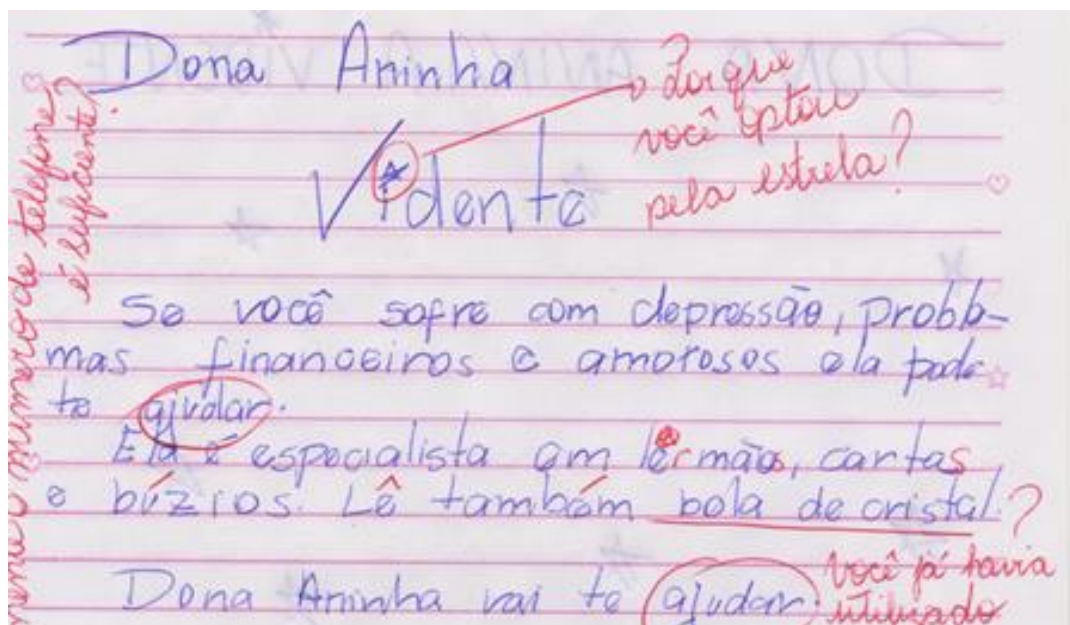 Dona Aninha
Vidente
Se você sofre com depressão, proble-
mas financeiros e amorosos ela pode
te ajudar.
Ela é especialista em ler mãos, cartas,
e búzios. Lê também bola de cristal.?
Dona Aninha vai te ajudar.
o Porque
você optou
pela estrela?
Você já havia
utilizado
número de telefone
é suficiente?